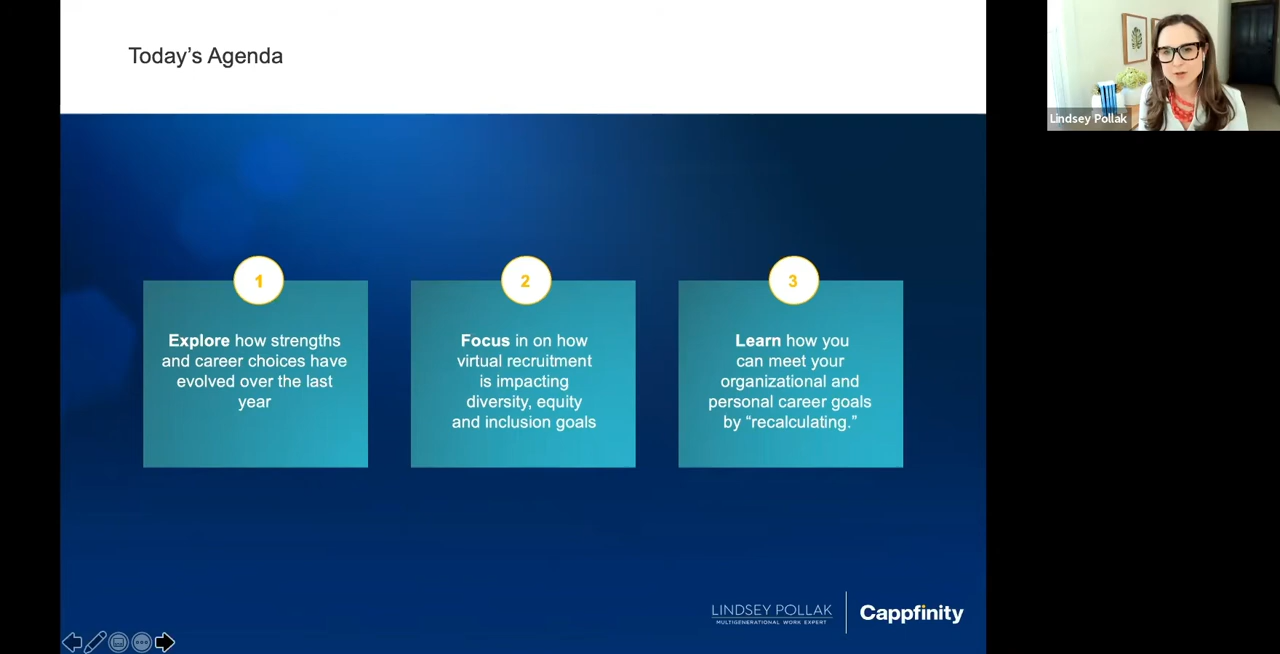 Today's Agenda
Lindsey Pollak
1
Explore how strengths
and career choices have
evolved over the last
year
2
Focus in on how
virtual recruitment
is impacting
diversity, equity
and inclusion goals
3
Learn how you
can meet your
organizational and
personal career goals
by “recalculating.”
LINDSEY POLLAK
MULTIGENERATIONAL WORK EXPERT
Cappfinity